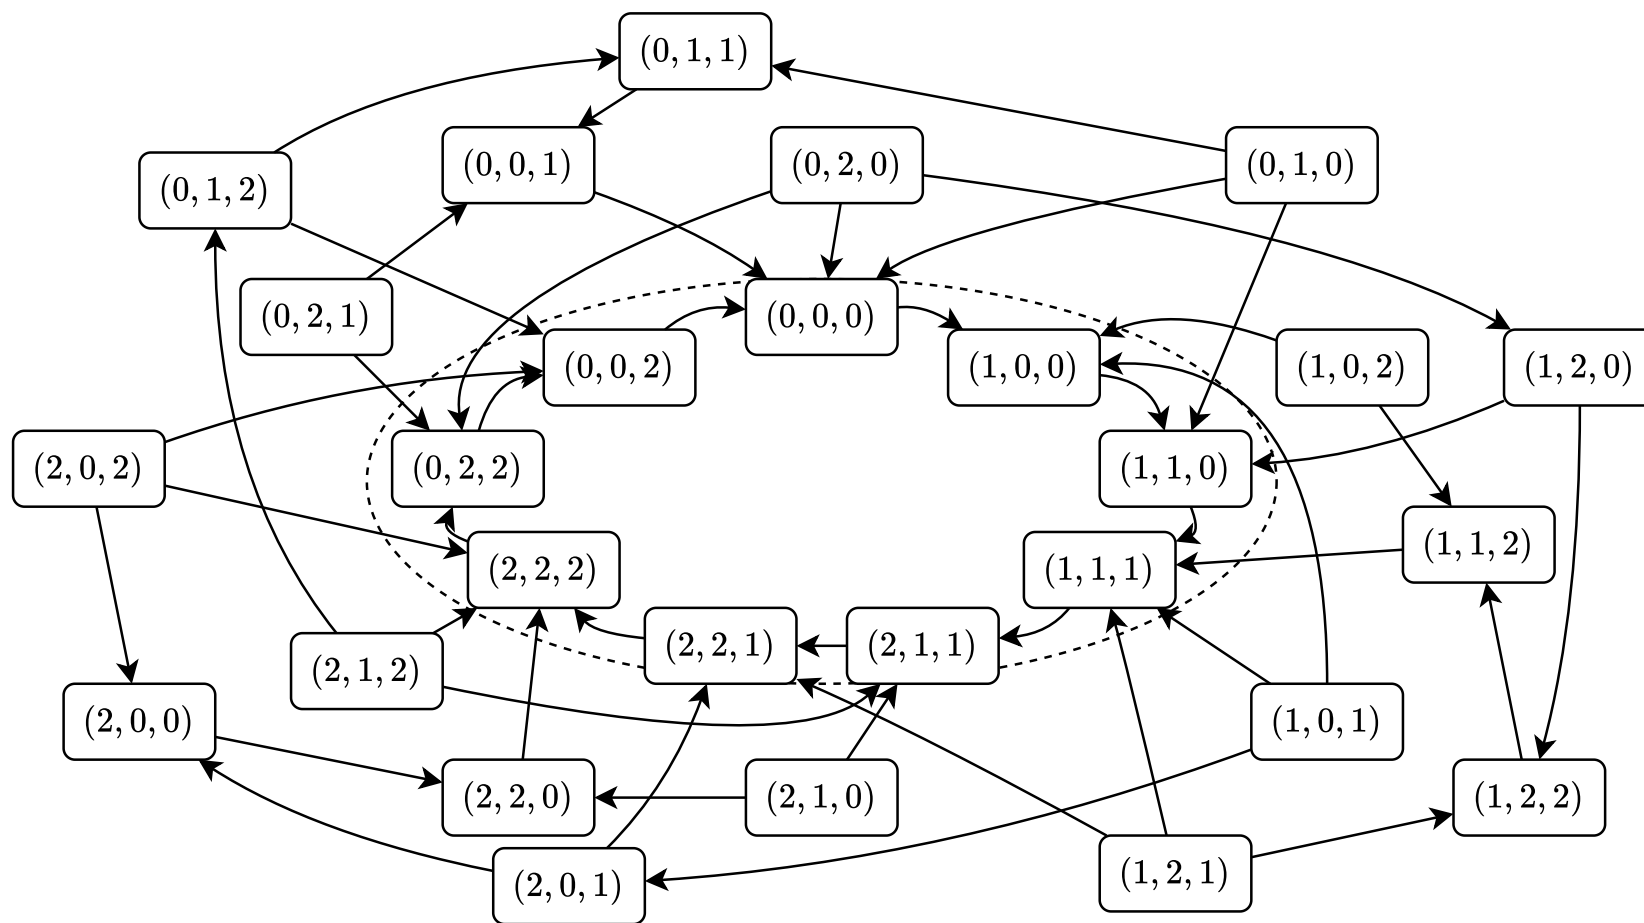 (0, 1, 1)
(0, 0, 1)
(0, 2, 0)
(0, 1, 0)
(0, 1, 2)
(0, 2, 1)
(0, 0, 0)
(0, 0, 2)
(1, 0, 0)
(1, 0, 2)
(1, 2, 0)
(2, 0, 2)
(0, 2, 2)
(1, 1, 0)
(1, 1, 2)
(2, 2, 2)
(1, 1, 1)
(2, 2, 1)
(2, 1, 1)
(2, 1, 2)
(2, 0, 0)
(1, 0, 1)
(2, 2, 0)
(2, 1, 0)
(1, 2, 2)
(2, 0, 1)
(1, 2, 1)